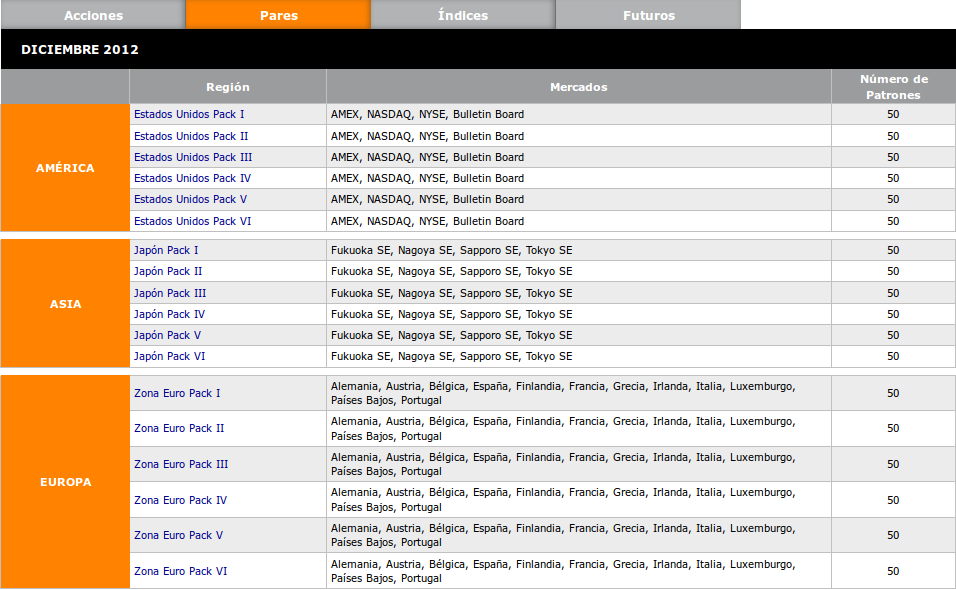 Acciones Pares Índices Futuros
DICIEMBRE 2012
Región Mercados Número de
Patrones
AMÉRICA
Estados Unidos Pack I AMEX, NASDAQ, NYSE, Bulletin Board 50
Estados Unidos Pack II AMEX, NASDAQ, NYSE, Bulletin Board 50
Estados Unidos Pack III AMEX, NASDAQ, NYSE, Bulletin Board 50
Estados Unidos Pack IV AMEX, NASDAQ, NYSE, Bulletin Board 50
Estados Unidos Pack V AMEX, NASDAQ, NYSE, Bulletin Board 50
Estados Unidos Pack VI AMEX, NASDAQ, NYSE, Bulletin Board 50
ASIA
Japón Pack I Fukuoka SE, Nagoya SE, Sapporo SE, Tokyo SE 50
Japón Pack II Fukuoka SE, Nagoya SE, Sapporo SE, Tokyo SE 50
Japón Pack III Fukuoka SE, Nagoya SE, Sapporo SE, Tokyo SE 50
Japón Pack IV Fukuoka SE, Nagoya SE, Sapporo SE, Tokyo SE 50
Japón Pack V Fukuoka SE, Nagoya SE, Sapporo SE, Tokyo SE 50
Japón Pack VI Fukuoka SE, Nagoya SE, Sapporo SE, Tokyo SE 50
EUROPA
Zona Euro Pack I Alemania, Austria, Bélgica, España, Finlandia, Francia, Grecia, Irlanda, Italia, Luxemburgo, 50
Países Bajos, Portugal
Zona Euro Pack II Alemania, Austria, Bélgica, España, Finlandia, Francia, Grecia, Irlanda, Italia, Luxemburgo, 50
Países Bajos, Portugal
Zona Euro Pack III Alemania, Austria, Bélgica, España, Finlandia, Francia, Grecia, Irlanda, Italia, Luxemburgo, 50
Países Bajos, Portugal
Zona Euro Pack IV Alemania, Austria, Bélgica, España, Finlandia, Francia, Grecia, Irlanda, Italia, Luxemburgo, 50
Países Bajos, Portugal
Zona Euro Pack V Alemania, Austria, Bélgica, España, Finlandia, Francia, Grecia, Irlanda, Italia, Luxemburgo, 50
Países Bajos, Portugal
Zona Euro Pack VI Alemania, Austria, Bélgica, España, Finlandia, Francia, Grecia, Irlanda, Italia, Luxemburgo, 50
Países Bajos, Portugal